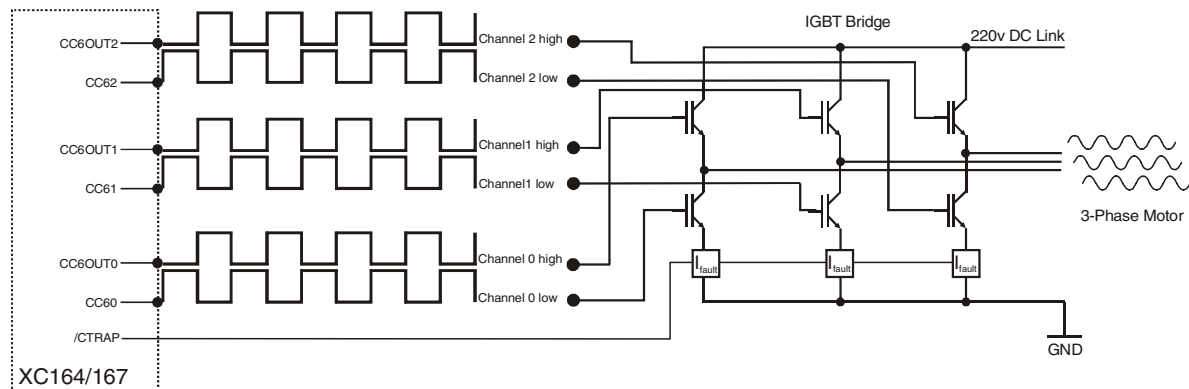 IGBT Bridge
220v DC Link
CC6OUT2
Channel 2 high
CC62
Channel 2 low
CC6OUT1
Channel1 high
CC61
Channel1 low
3-Phase Motor
CC6OUT0
Channel 0 high
Ifault
Ifault
Ifault
CC60
Channel 0 low
/CTRAP
GND
XC164/167